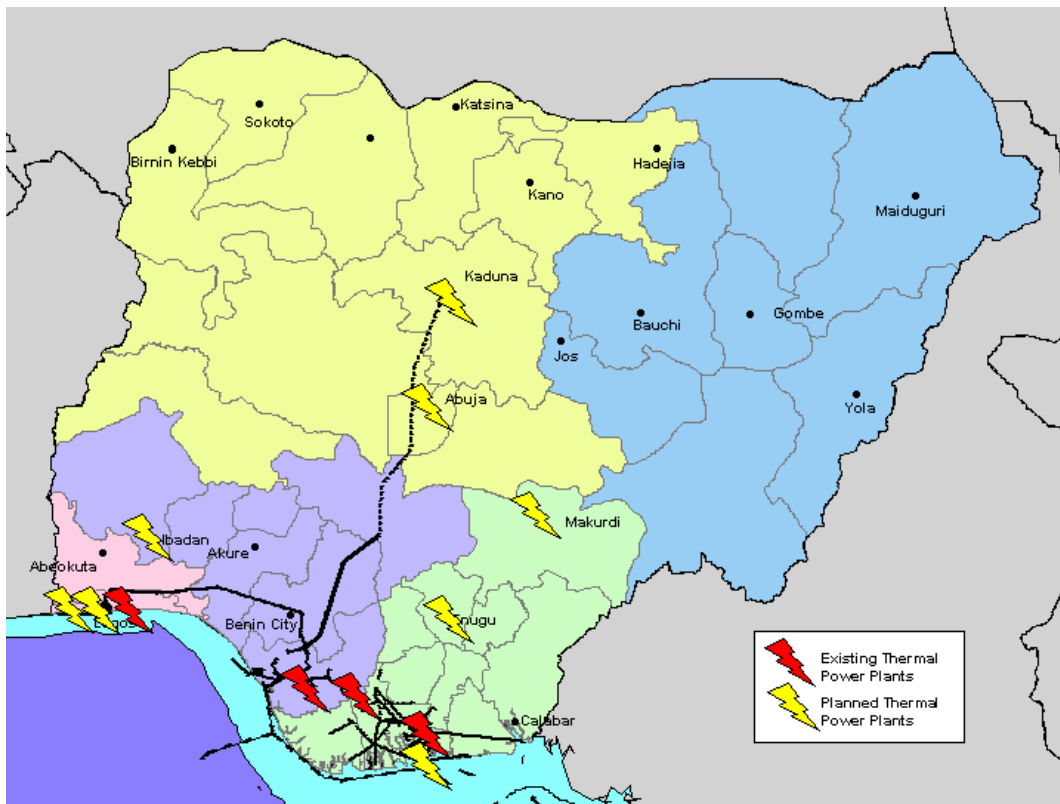 Katsina
Sokoto
Birnin Kebbi
Hadejia
Kano
Maiduguri
Kaduna
Gombe
Bauchi
Jos
Abuja
Yola
Makurdi
Ibadan
Akure
Abeokuta
Benin City
Calabar
Existing Thermal
Power Plants
Planned Thermal
Power Plants